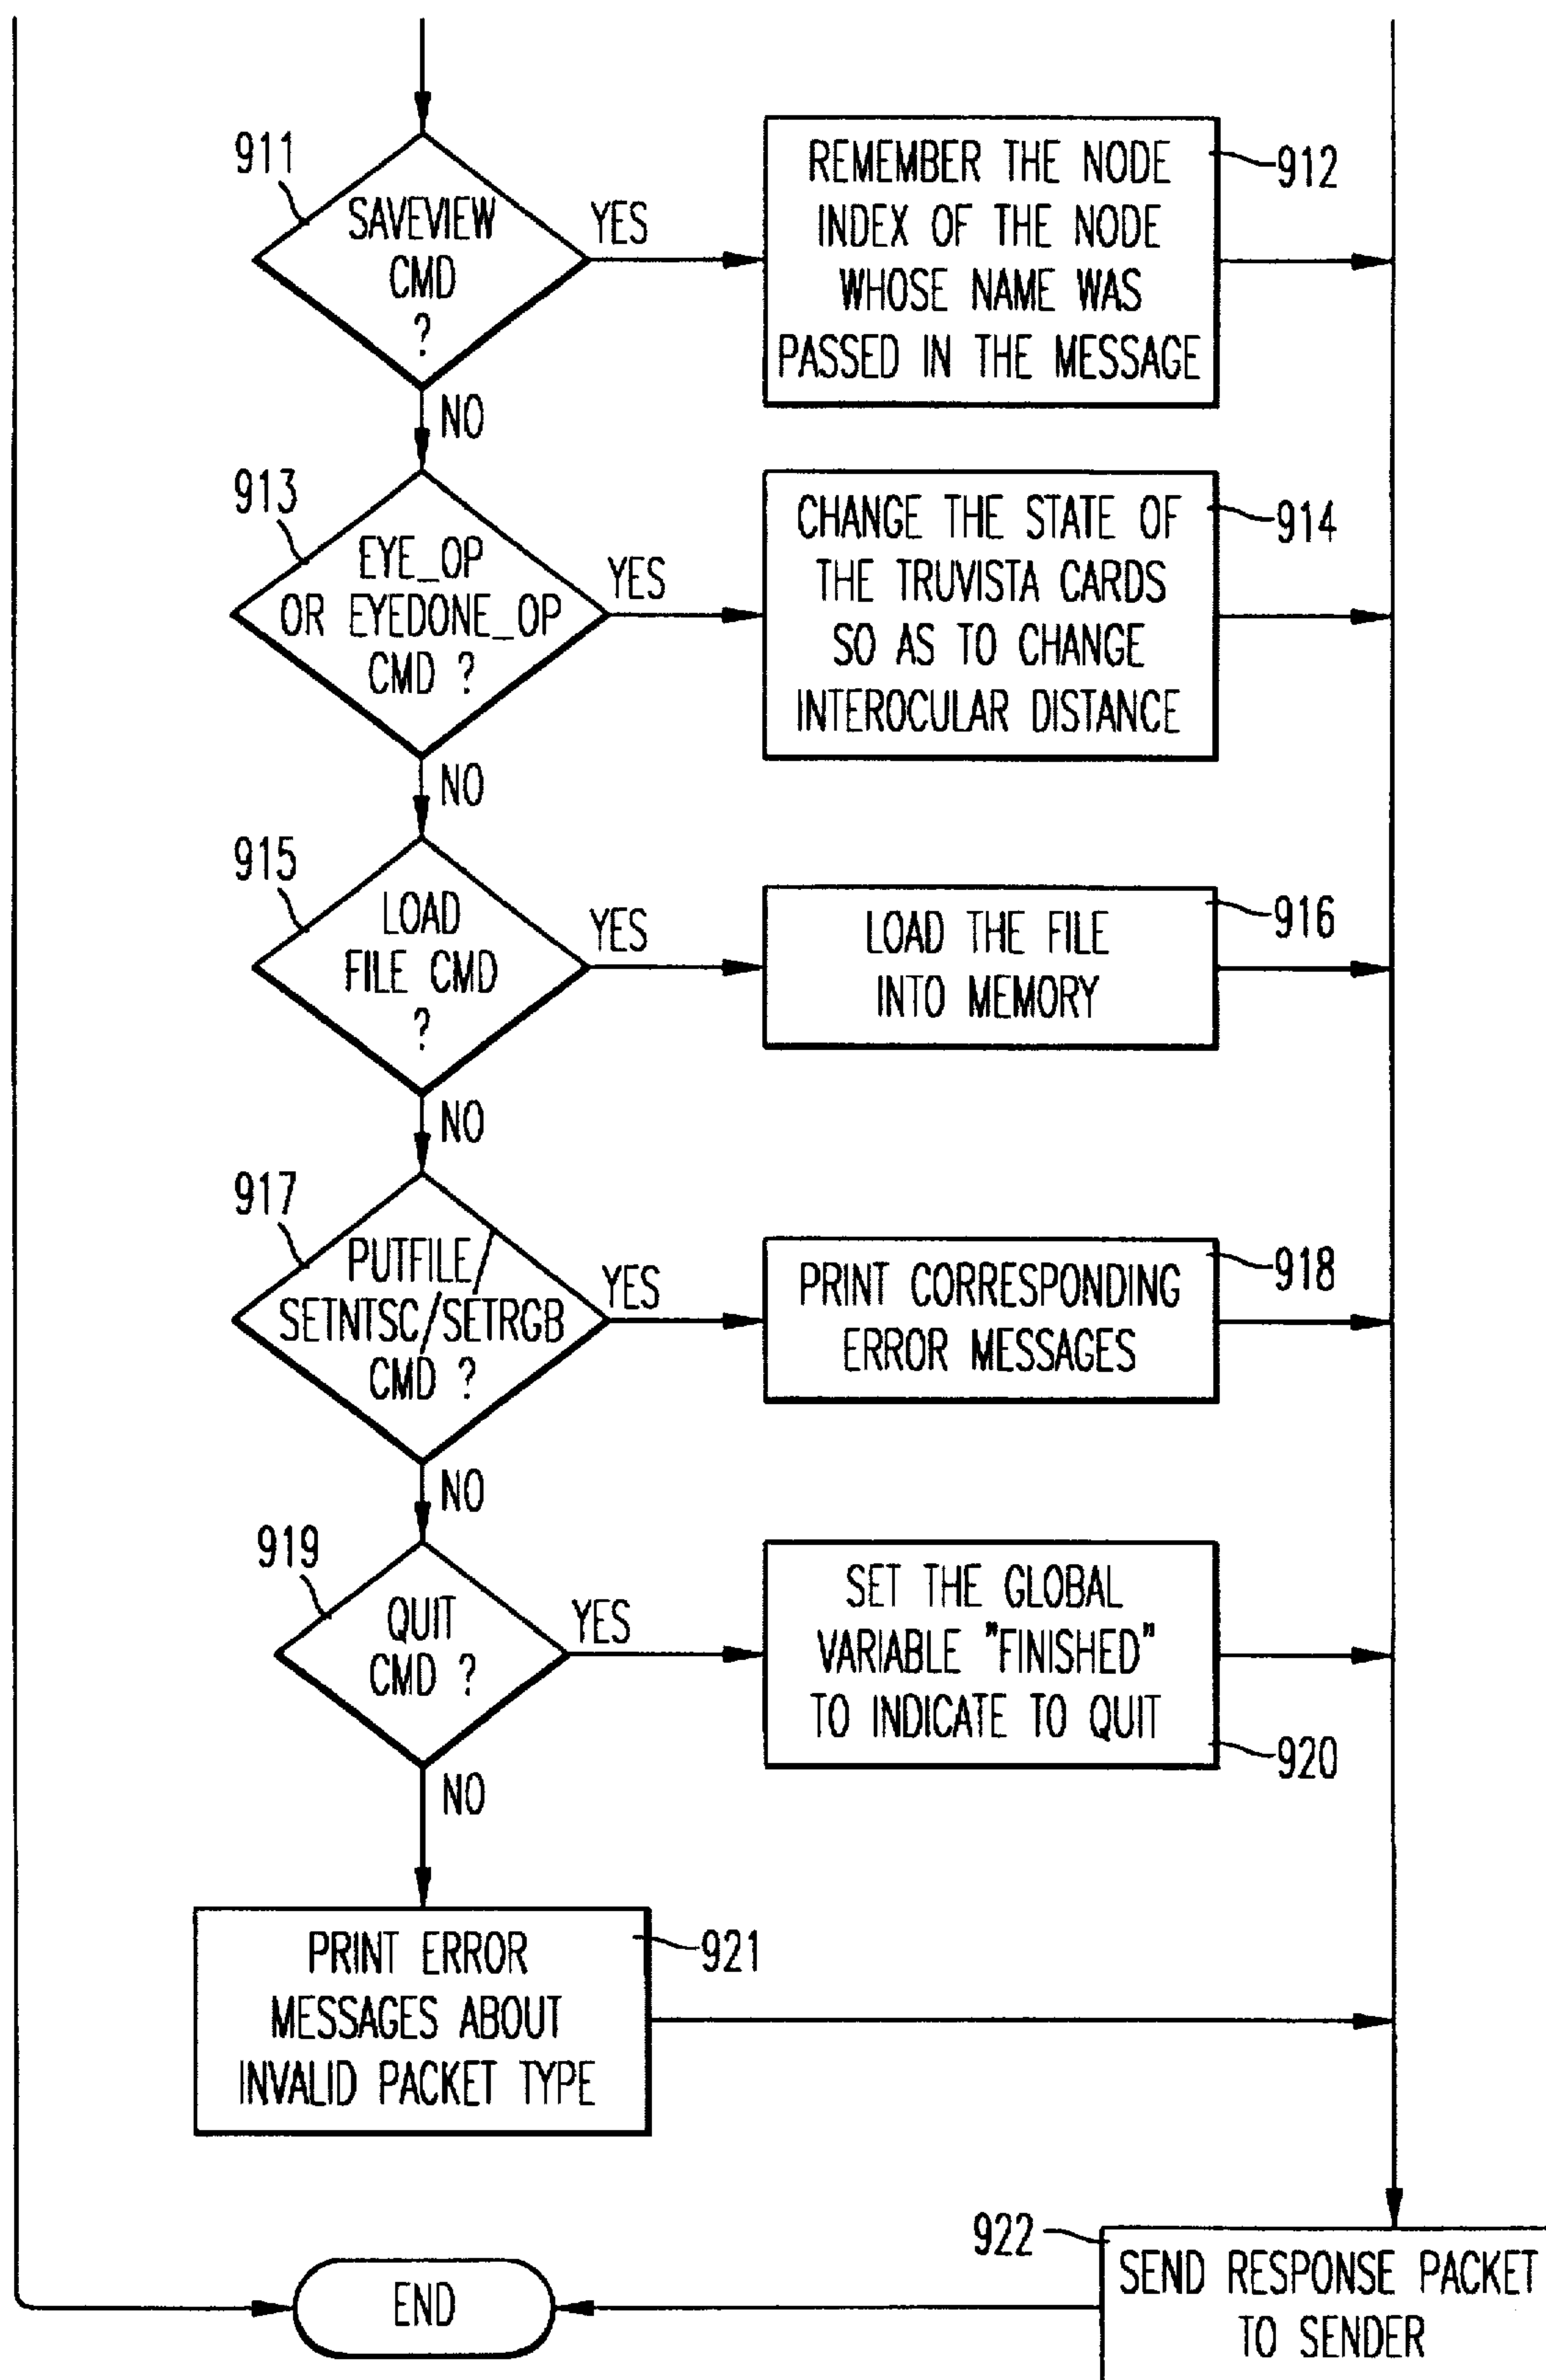 911
SAVEVIEW
CMD
?
YES
REMEMBER THE NODE
INDEX OF THE NODE
WHOSE NAME WAS
PASSED IN THE MESSAGE
912
NO
913
EYE_OP
OR EYEDONE_OP
CMD ?
YES
CHANGE THE STATE OF
THE TRUVISTA CARDS
SO AS TO CHANGE
INTEROCULAR DISTANCE
914
NO
915
LOAD
FILE CMD
?
YES
LOAD THE FILE
INTO MEMORY
916
NO
917
PUTFILE/
SETNTSC/SETRGB
CMD ?
YES
PRINT CORRESPONDING
ERROR MESSAGES
918
NO
919
QUIT
CMD ?
YES
SET THE GLOBAL
VARIABLE "FINISHED"
TO INDICATE TO QUIT
920
NO
PRINT ERROR
MESSAGES ABOUT
INVALID PACKET TYPE
921
922
SEND RESPONSE PACKET
TO SENDER
END